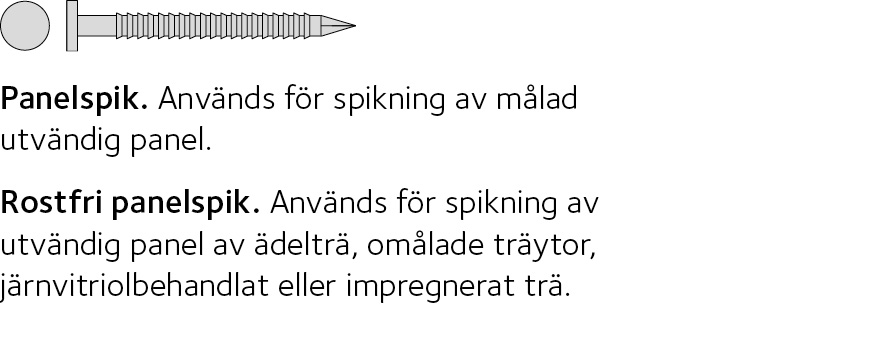 Panelspik. Används för spikning av målad
utvändig panel.
Rostfri panelspik. Används för spikning av
utvändig panel av ädelträ, omålade träytor,
järnvitriolbehandlat eller impregnerat trä.